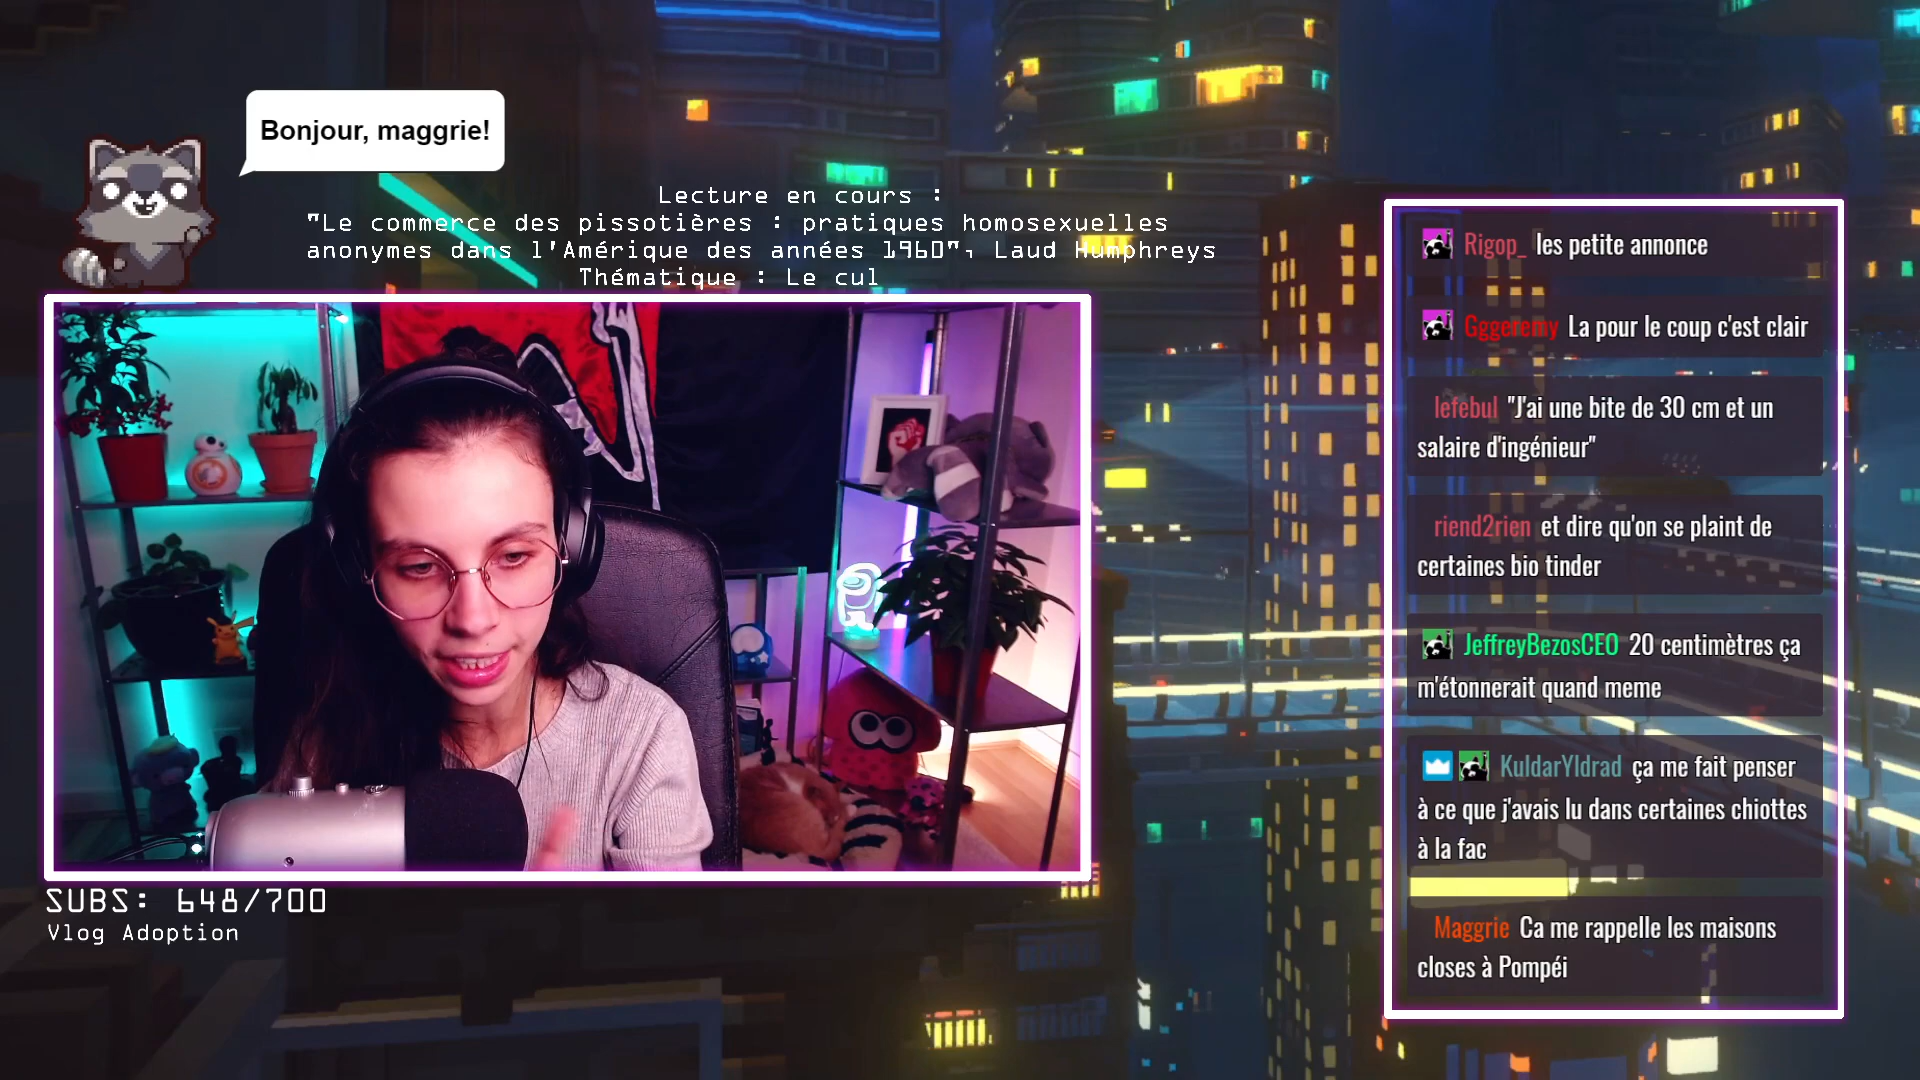 Bonjour, maggrie!
Lecture en cours :
"Le commerce des pissotières : pratiques homosexuelles
anonymes dans l'Amérique des années 1960", Laud Humphreys
Thématique : Le cul
SUBS: 648/700
Vlog Adoption
Rigop_ les petite annonce
Gggeremy La pour le coup c'est clair
lefebul "J'ai une bite de 30 cm et un
salaire d'ingénieur"
riend2rien et dire qu'on se plaint de
certaines bio tinder
JeffreyBezosCEO 20 centimètres ça
m'étonnerait quand meme
KuldarYldrad ça me fait penser
à ce que j'avais lu dans certaines chiottes
à la fac
Maggrie Ca me rappelle les maisons
closes à Pompéi